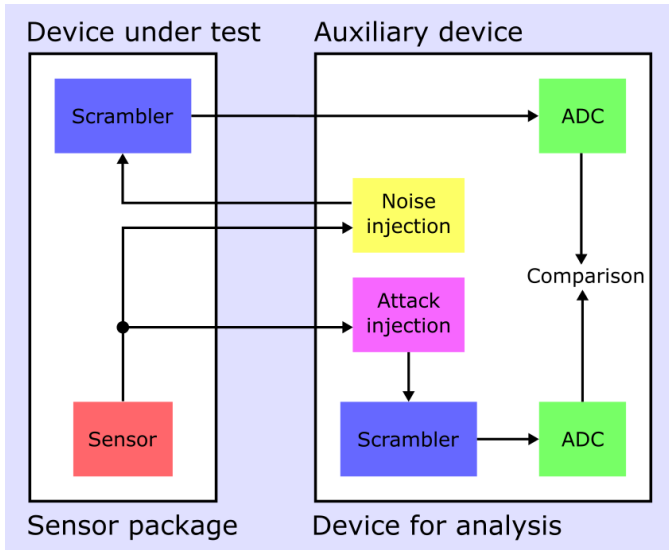 Device under test
Auxiliary device
Scrambler
ADC
Noise
injection
Attack
injection
Comparison
Sensor
Scrambler
ADC
Sensor package
Device for analysis